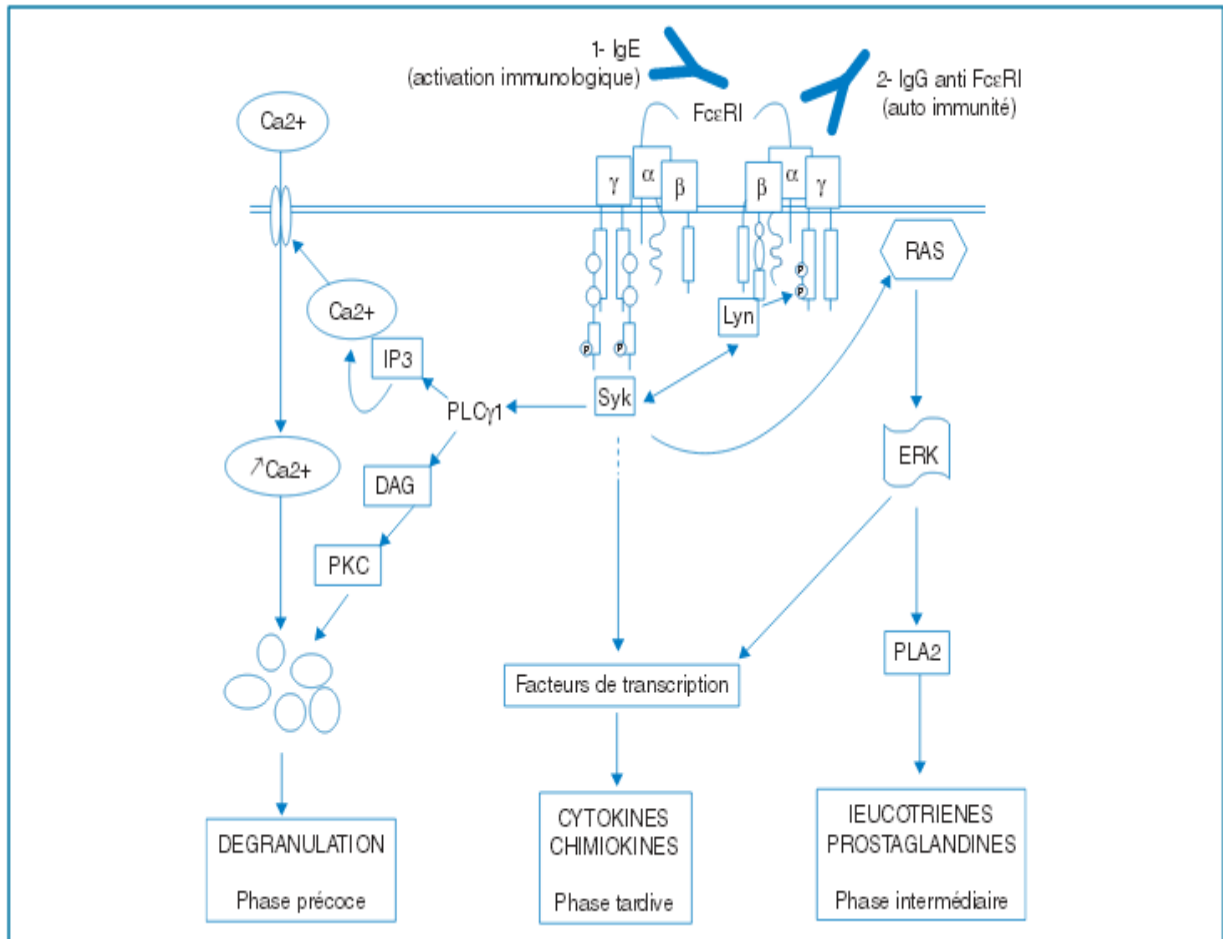 1- IgE
(activation immunologique)
2- IgG anti FcεRI
(auto immunité)
FcεRI
Ca2+
γ
α
β
β
α
γ
RAS
P
P
Lyn
Ca2+
IP3
P
P
Syk
PLCγ1
↗Ca2+
DAG
ERK
PKC
PLA2
Facteurs de transcription
DEGRANULATION
Phase précoce
CYTOKINES
CHIMIOKINES
Phase tardive
lEUCOTRIENES
PROSTAGLANDINES
Phase intermédiaire